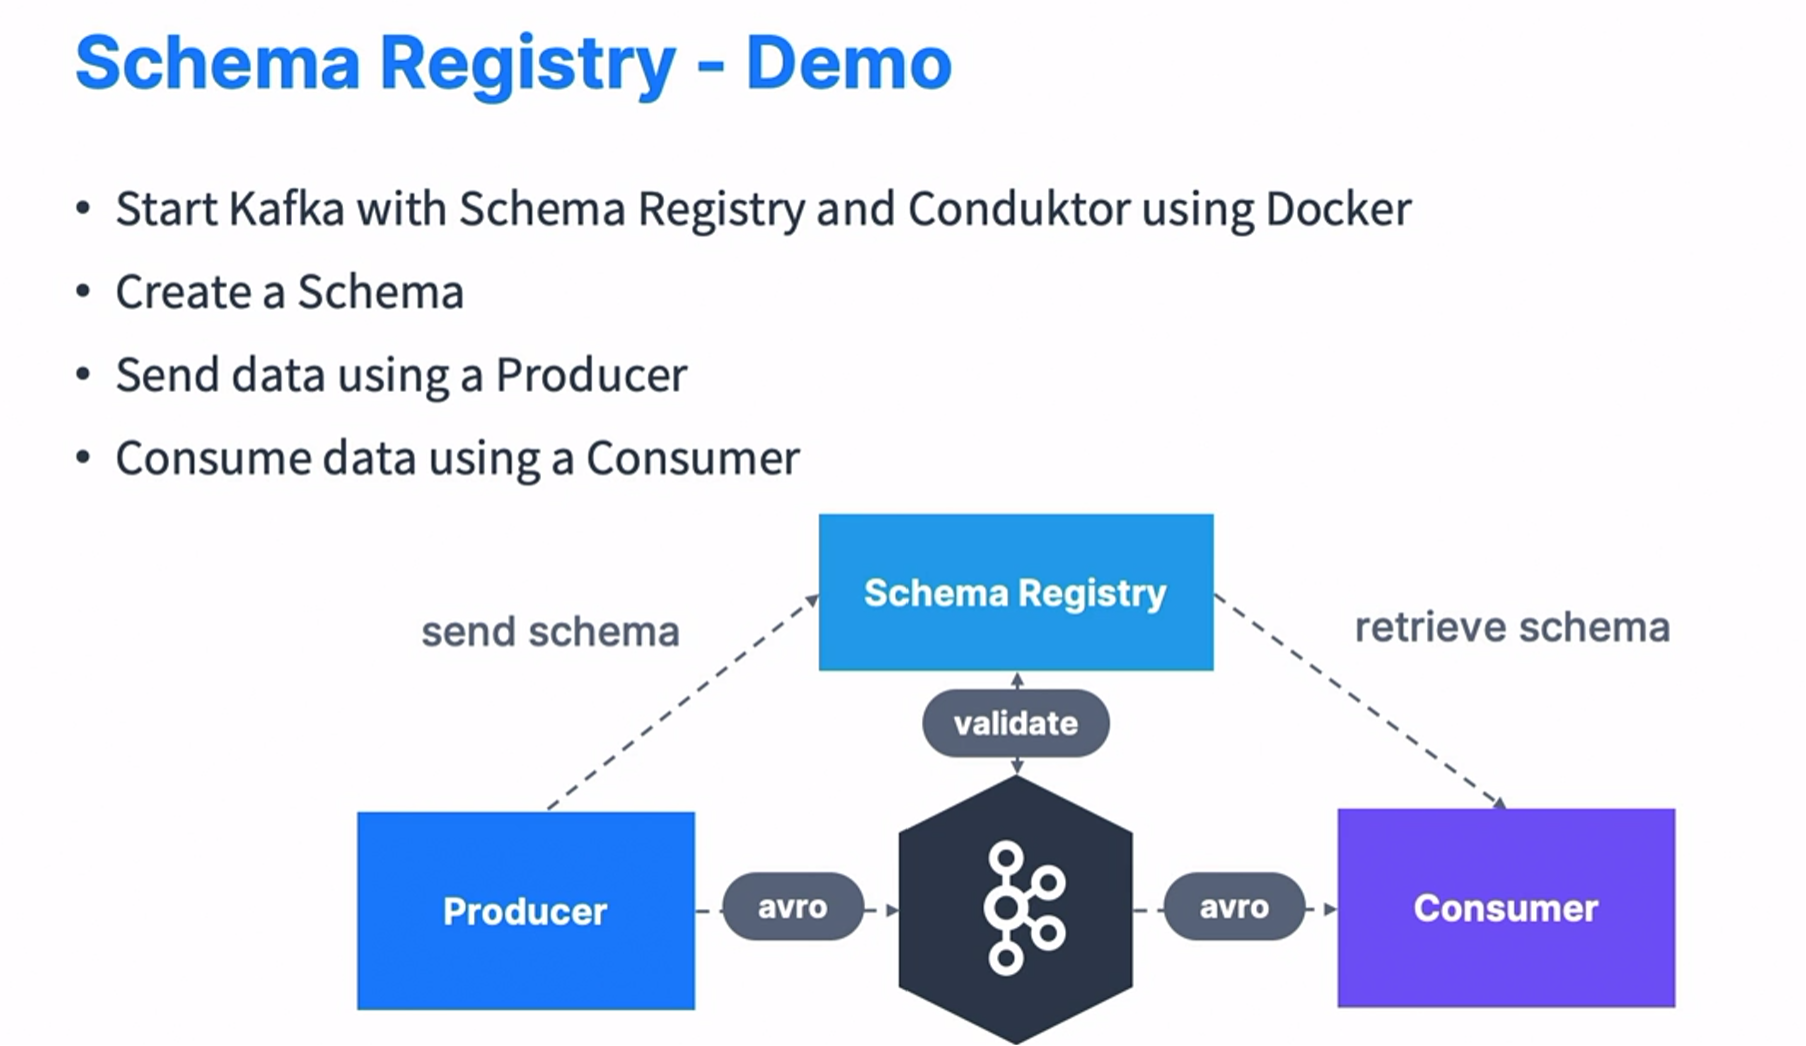 Schema Registry - Demo
• Start Kafka with Schema Registry and Conduktor using Docker
• Create a Schema
• Send data using a Producer
• Consume data using a Consumer
Schema Registry
send schema
retrieve schema
validate
Producer
avro
avro
Consumer